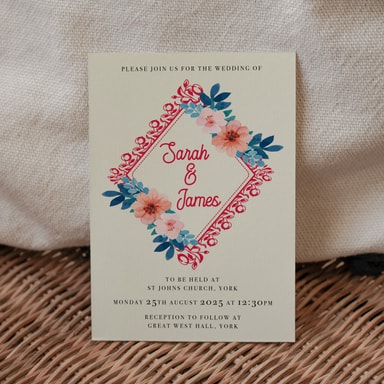 PLEASE JOIN US FOR THE WEDDING OF
Sarah
&
James
TO BE HELD AT
ST JOHNS CHURCH, YORK
MONDAY 25TH AUGUST 2025 AT 12:30PM
RECEPTION TO FOLLOW AT
GREAT WEST HALL, YORK